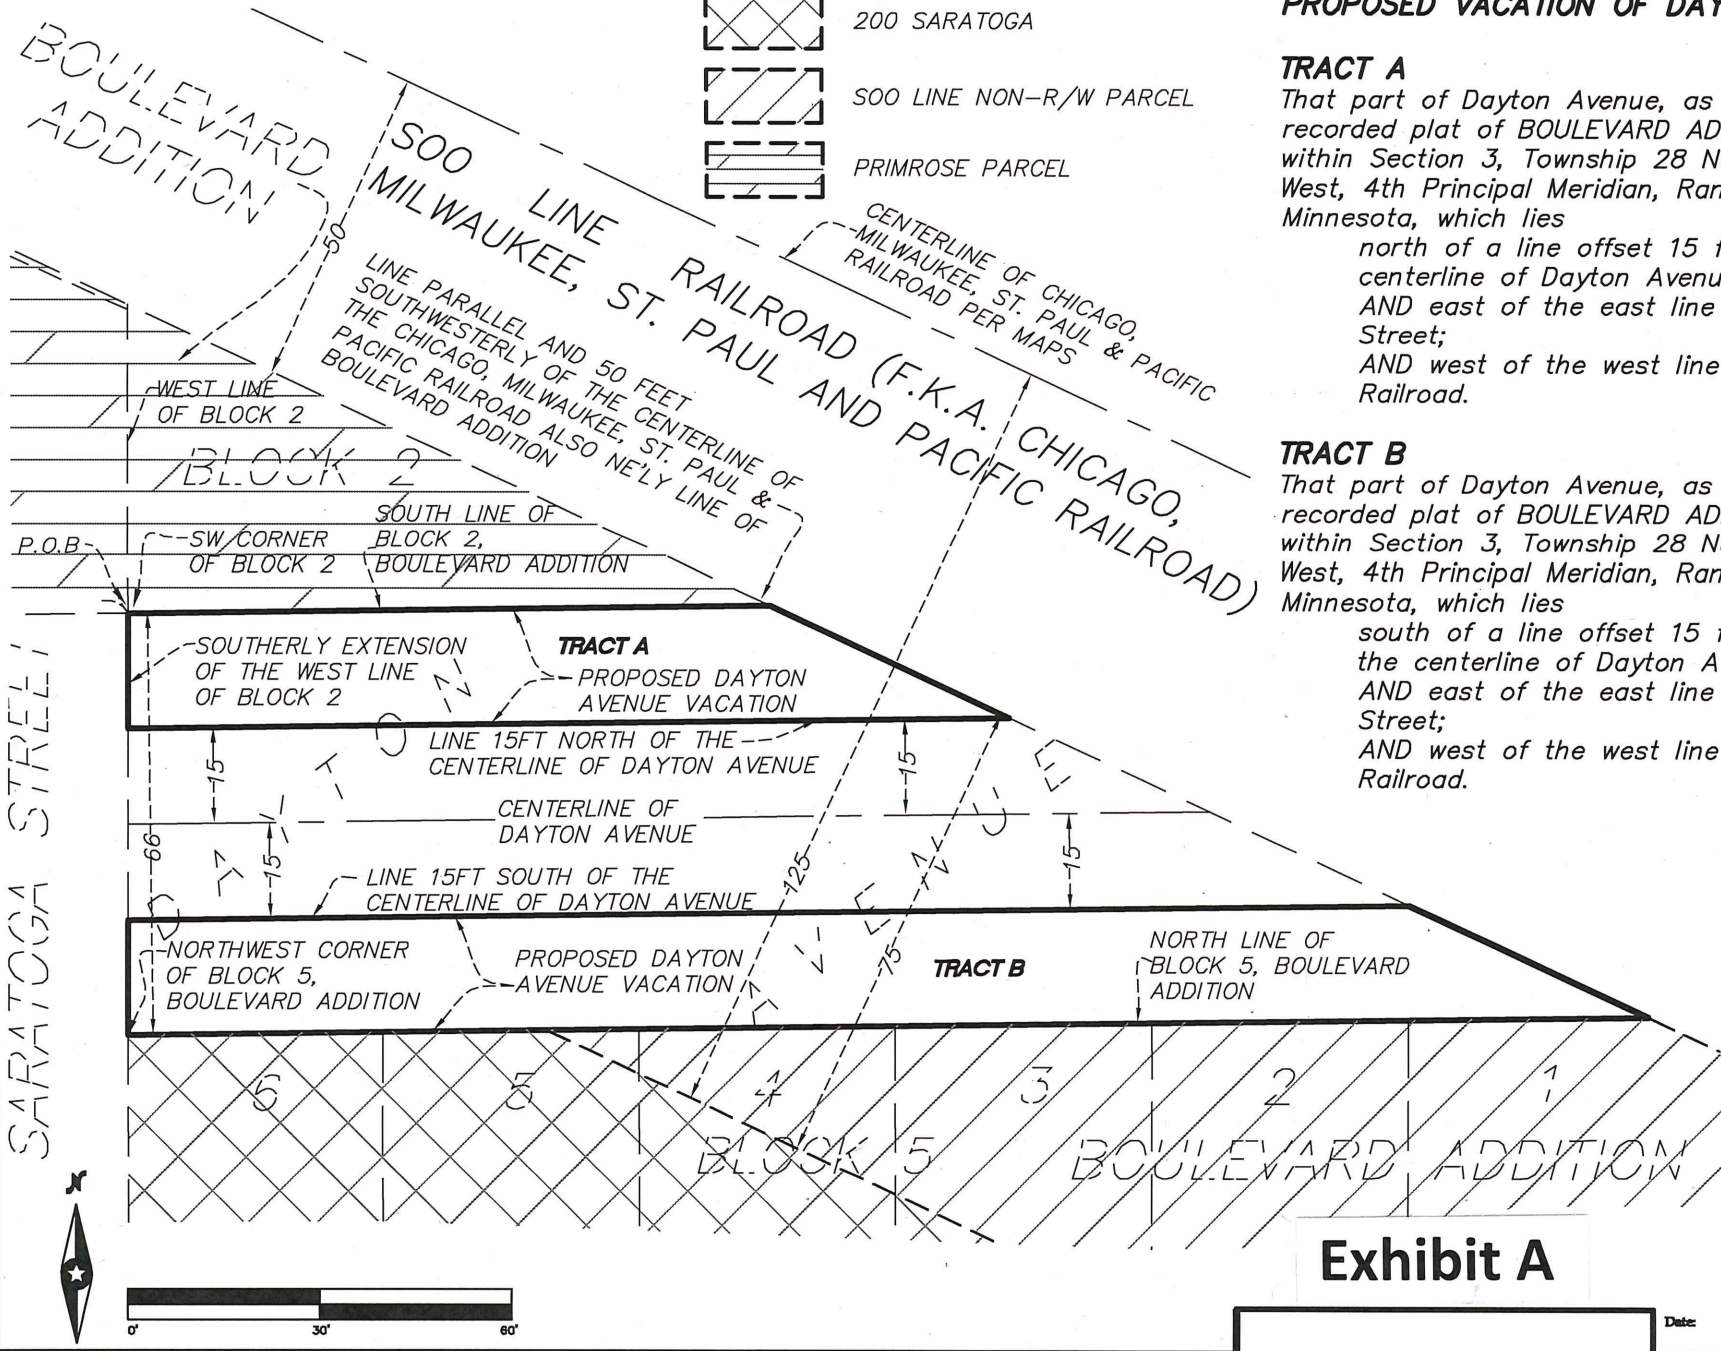 BOULEVARD
ADDITION
200 SARATOGA
SOO LINE NON-R/W PARCEL
PRIMROSE PARCEL
PROPOSED VACATION OF DAY
TRACT A
That part of Dayton Avenue, as
recorded plat of BOULEVARD AD
within Section 3, Township 28 N
West, 4th Principal Meridian, Ran
Minnesota, which lies
north of a line offset 15 f
centerline of Dayton Avenu
AND east of the east line
Street;
AND west of the west line
Railroad.
TRACT B
That part of Dayton Avenue, as
recorded plat of BOULEVARD AD
within Section 3, Township 28 N
West, 4th Principal Meridian, Ran
Minnesota, which lies
south of a line offset 15 f
the centerline of Dayton A
AND east of the east line
Street;
AND west of the west line
Railroad.
SOO LINE RAILROAD (F.K.A. CHICAGO,
MILWAUKEE, ST. PAUL AND PACIFIC RAILROAD)
50
CENTERLINE OF CHICAGO,
MILWAUKEE, ST. PAUL & PACIFIC
RAILROAD PER MAPS
LINE PARALLEL AND 50 FEET
SOUTHWESTERLY OF THE CENTERLINE OF
THE CHICAGO, MILWAUKEE, ST. PAUL &
PACIFIC RAILROAD ALSO NE'LY LINE OF
BOULEVARD ADDITION
WEST LINE
OF BLOCK 2
BLOCK 2
P.O.B
SW CORNER
OF BLOCK 2
SOUTH LINE OF
BLOCK 2,
BOULEVARD ADDITION
SOUTHERLY EXTENSION
OF THE WEST LINE
OF BLOCK 2
TRACT A
PROPOSED DAYTON
AVENUE VACATION
LINE 15FT NORTH OF THE
CENTERLINE OF DAYTON AVENUE
15
15
CENTERLINE OF
DAYTON AVENUE
DAYTON AVENUE
66
15
15
125
75
LINE 15FT SOUTH OF THE
CENTERLINE OF DAYTON AVENUE
NORTHWEST CORNER
OF BLOCK 5,
BOULEVARD ADDITION
PROPOSED DAYTON
AVENUE VACATION
TRACT B
NORTH LINE OF
BLOCK 5, BOULEVARD
ADDITION
SARATOGA STREET
6 5 4 3 2 1
BLOCK 5 BOULEVARD ADDITION
N
0' 30' 60'
Exhibit A
Date: